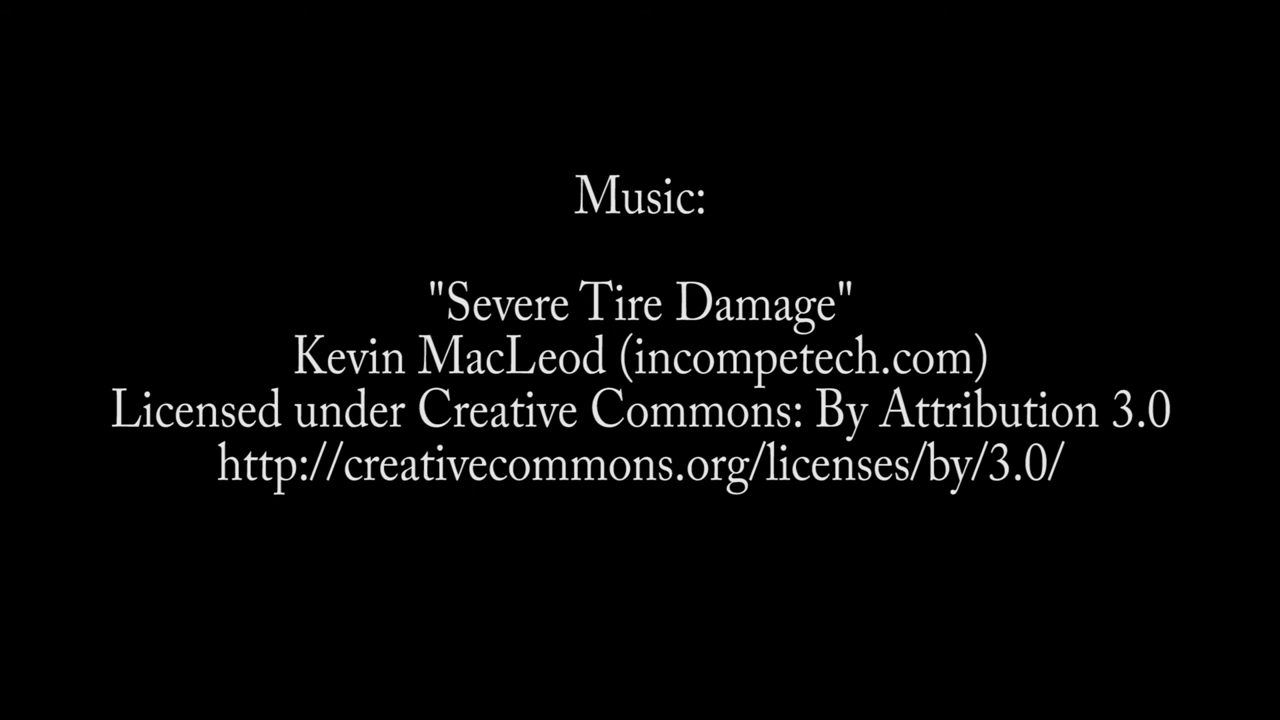 Music:
"Severe Tire Damage"
Kevin MacLeod (incompetech.com)
Licensed under Creative Commons: By Attribution 3.0
http://creativecommons.org/licenses/by/3.0/